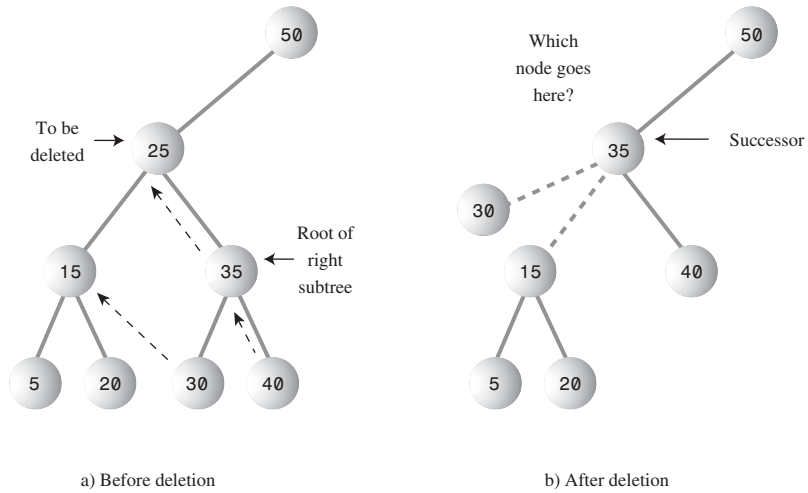 50
To be
deleted
25
15
35
Root of
right
subtree
5
20
30
40
a) Before deletion
Which
node goes
here?
50
35
Successor
30
15
40
5
20
b) After deletion